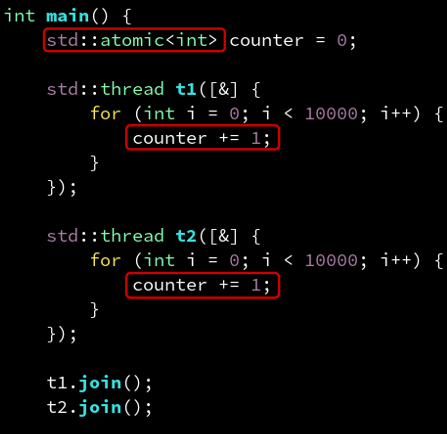 int main() {
    std::atomic<int> counter = 0;

    std::thread t1([&] {
        for (int i = 0; i < 10000; i++) {
            counter += 1;
        }
    });

    std::thread t2([&] {
        for (int i = 0; i < 10000; i++) {
            counter += 1;
        }
    });

    t1.join();
    t2.join();